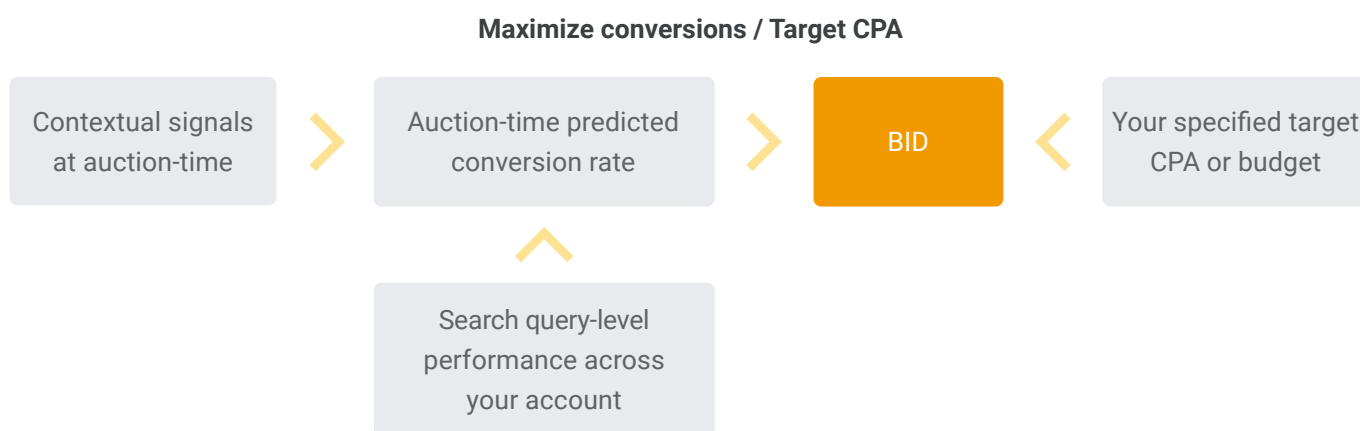 Maximize conversions / Target CPA
Contextual signals
at auction-time
Auction-time predicted
conversion rate
BID
Your specified target
CPA or budget
Search query-level
performance across
your account